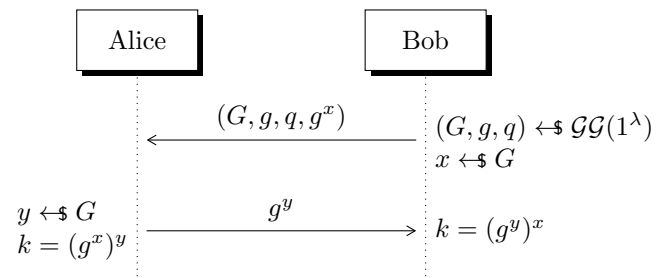 Alice
Bob
(G, g, q, g^x)
(G, g, q) ←$ 𝒢𝒢(1^λ)
x ←$ G
y ←$ G
k = (g^x)^y
g^y
k = (g^y)^x